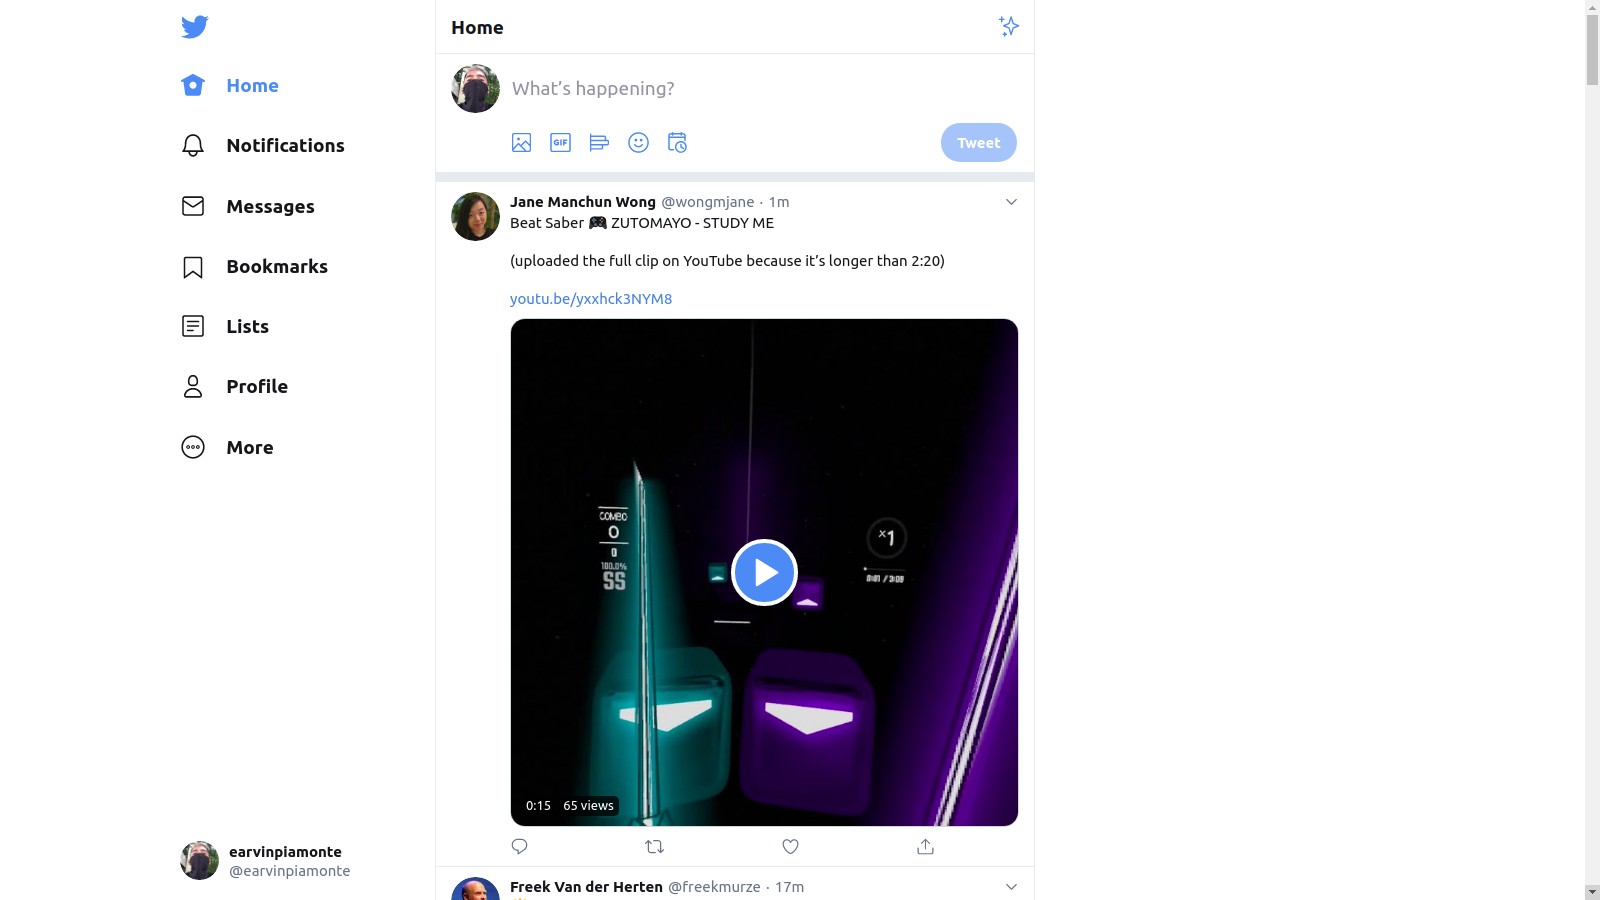 Home
Home
Notifications
Messages
Bookmarks
Lists
Profile
More
earvinpiamonte
@earvinpiamonte
What’s happening?
GIF
Tweet
Jane Manchun Wong @wongmjane · 1m
Beat Saber 🎮 ZUTOMAYO - STUDY ME
(uploaded the full clip on YouTube because it’s longer than 2:20)
youtu.be/yxxhck3NYM8
COMBO
0
0
100.0%
SS
x1
0:01 / 3:09
0:15 65 views
Freek Van der Herten @freekmurze · 17m